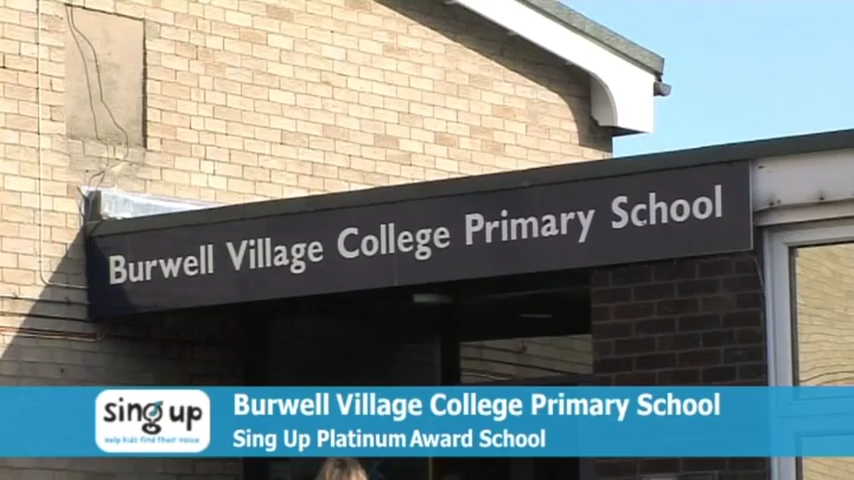 Burwell Village College Primary School
sing up
help kids find their voice
Burwell Village College Primary School
Sing Up Platinum Award School